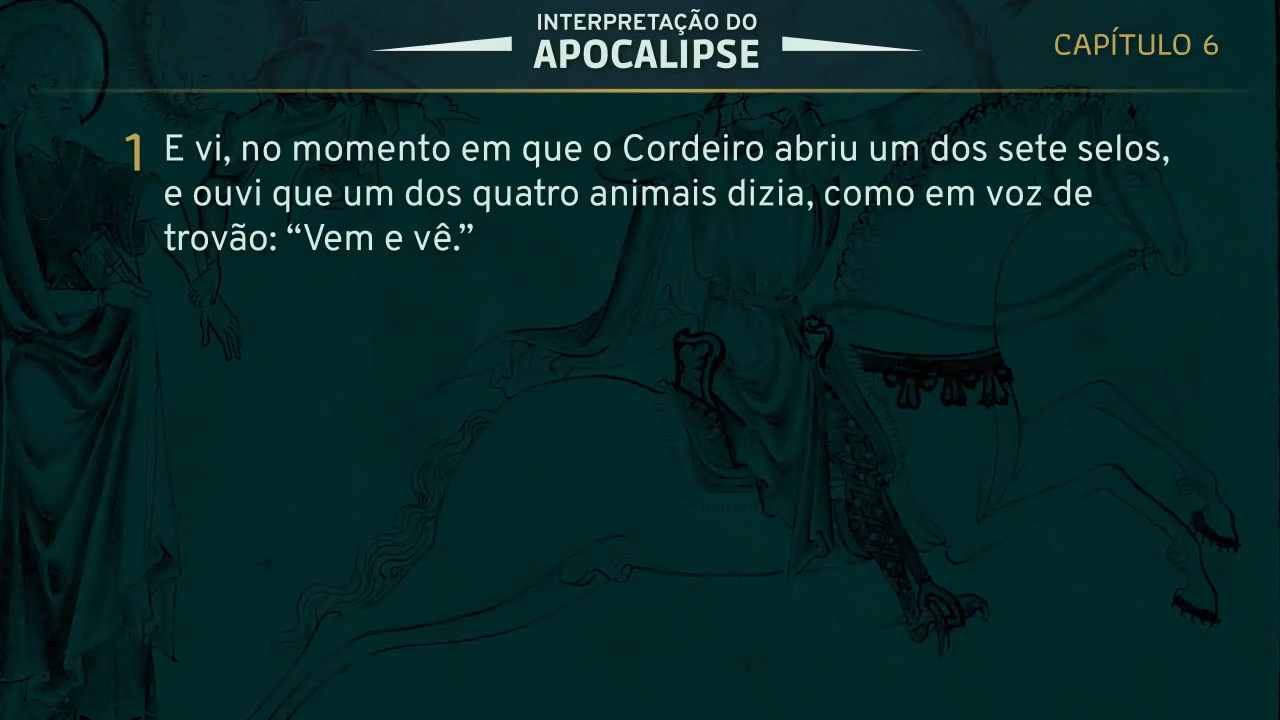 INTERPRETAÇÃO DO
APOCALIPSE
CAPÍTULO 6
1 E vi, no momento em que o Cordeiro abriu um dos sete selos,
e ouvi que um dos quatro animais dizia, como em voz de
trovão: “Vem e vê.”